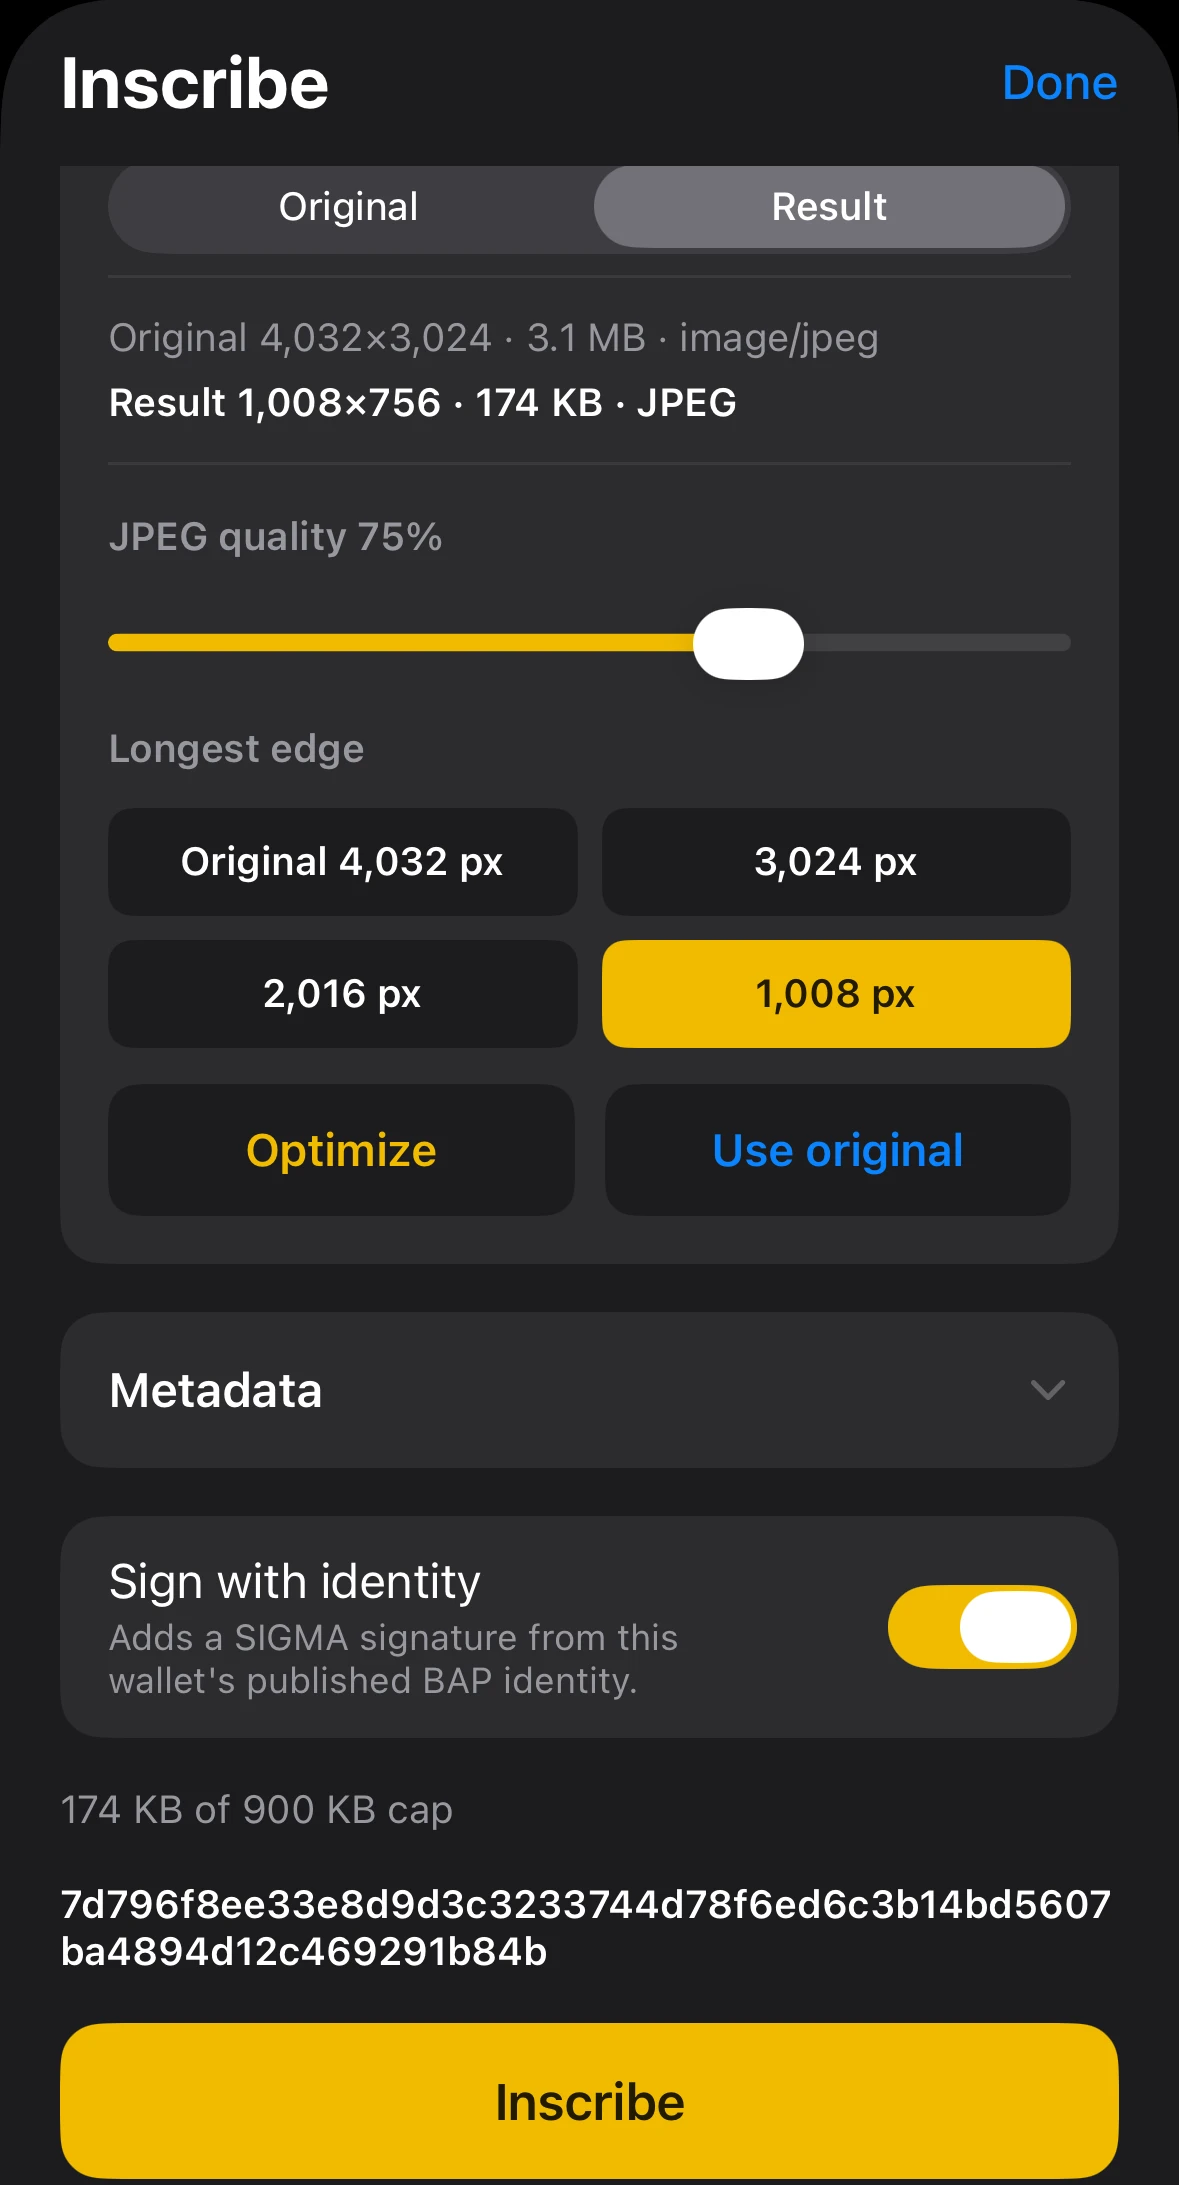 Inscribe
Done
Original
Result
Original 4,032×3,024 · 3.1 MB · image/jpeg
Result 1,008×756 · 174 KB · JPEG
JPEG quality 75%
Longest edge
Original 4,032 px
3,024 px
2,016 px
1,008 px
Optimize
Use original
Metadata
Sign with identity
Adds a SIGMA signature from this
wallet's published BAP identity.
174 KB of 900 KB cap
7d796f8ee33e8d9d3c3233744d78f6ed6c3b14bd5607
ba4894d12c469291b84b
Inscribe